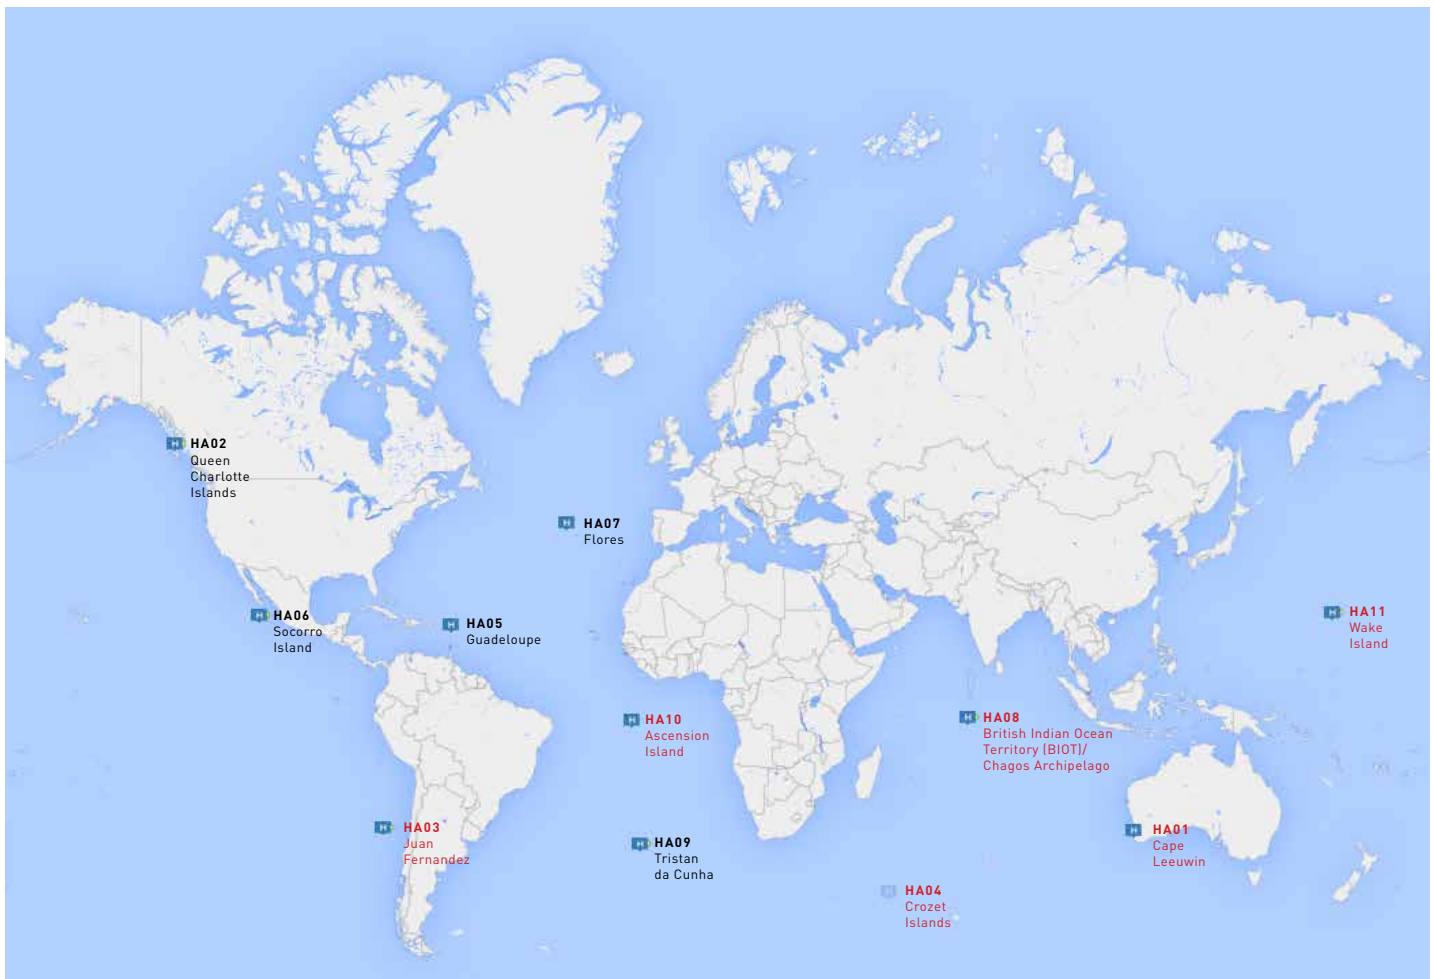 H HA02
Queen
Charlotte
Islands
H HA07
Flores
H HA06
Socorro
Island
H HA05
Guadeloupe
H HA11
Wake
Island
H HA10
Ascension
Island
H HA08
British Indian Ocean
Territory (BIOT)/
Chagos Archipelago
H HA03
Juan
Fernandez
H HA09
Tristan
da Cunha
H HA01
Cape
Leeuwin
H HA04
Crozet
Islands